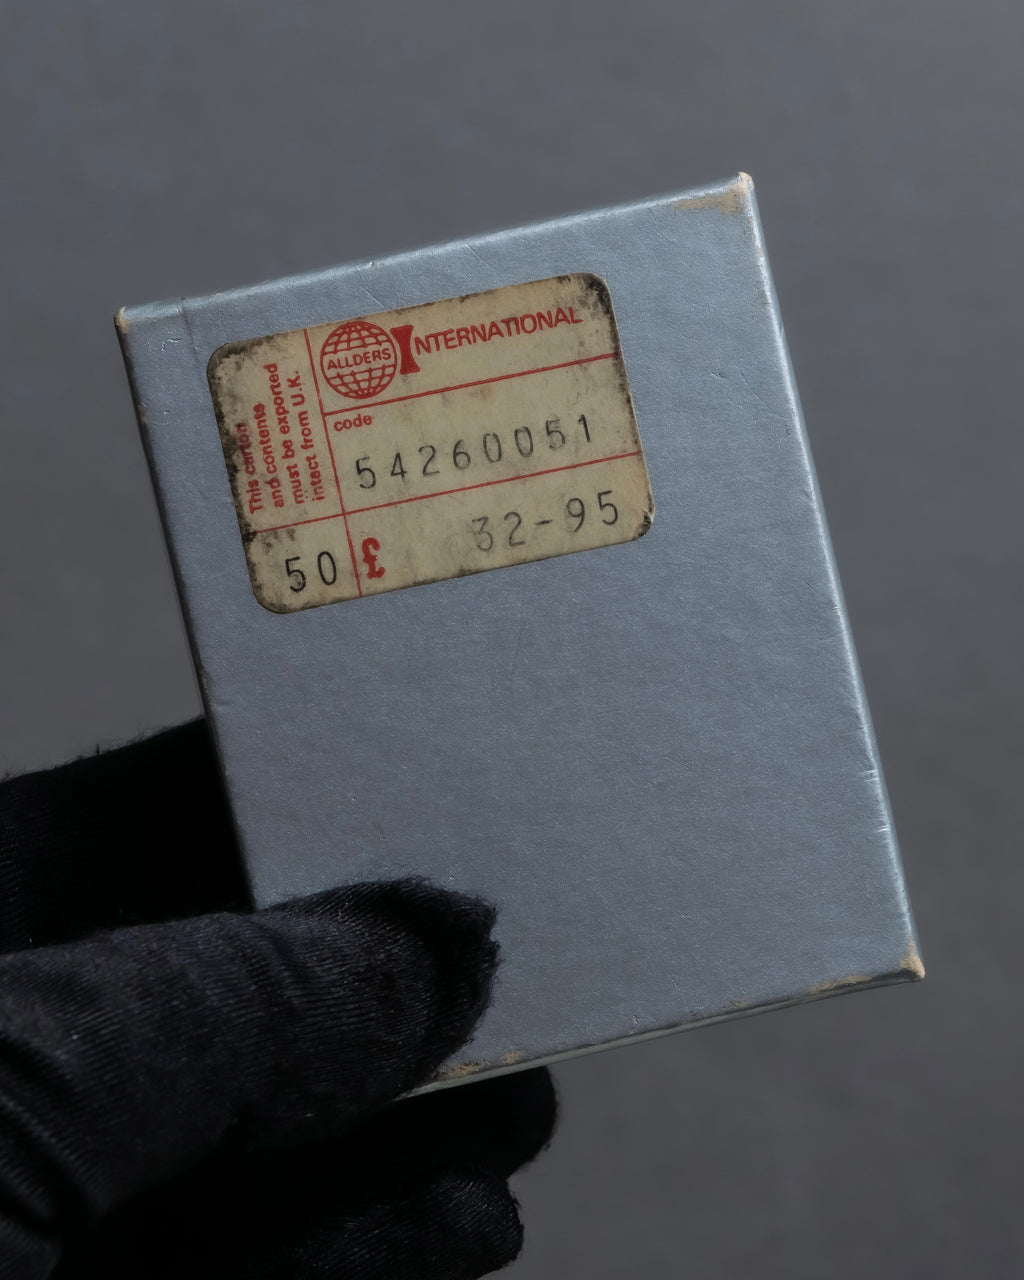 This carton
and contents
must be exported
intact from U.K.
ALLDERS
INTERNATIONAL
code
54260051
50 £ 32-95